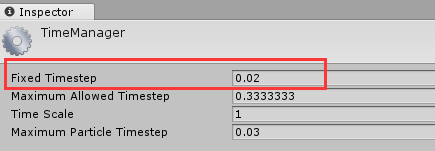 Inspector
TimeManager
Fixed Timestep 0.02
Maximum Allowed Timestep 0.3333333
Time Scale 1
Maximum Particle Timestep 0.03